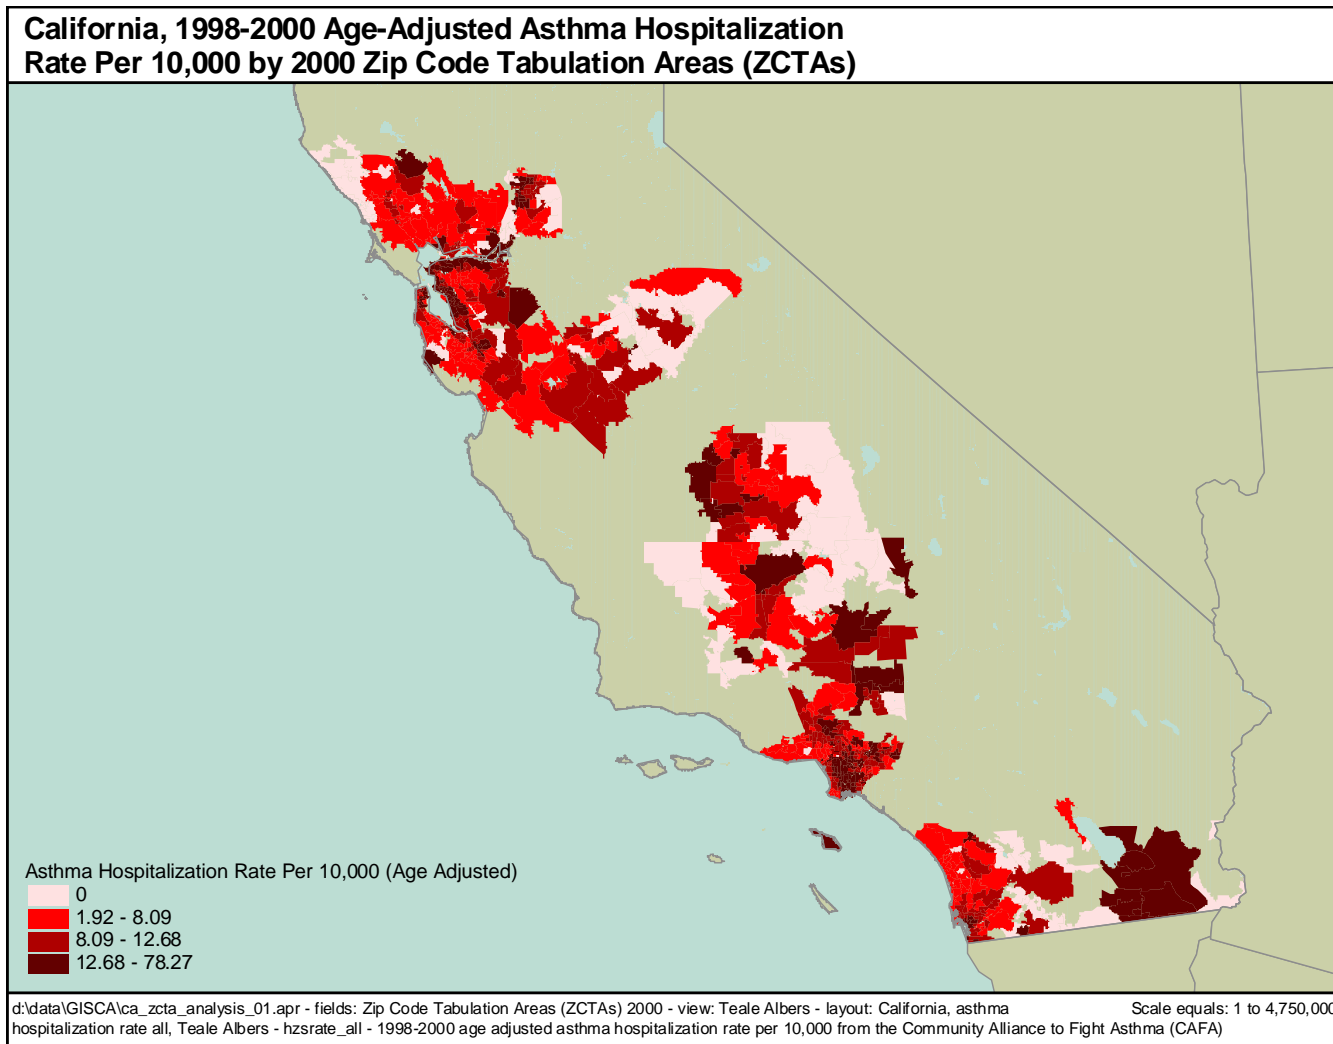 California, 1998-2000 Age-Adjusted Asthma Hospitalization
Rate Per 10,000 by 2000 Zip Code Tabulation Areas (ZCTAs)
Asthma Hospitalization Rate Per 10,000 (Age Adjusted)
0
1.92 - 8.09
8.09 - 12.68
12.68 - 78.27
d:\data\GISCA\ca_zcta_analysis_01.apr - fields: Zip Code Tabulation Areas (ZCTAs) 2000 - view: Teale Albers - layout: California, asthma Scale equals: 1 to 4,750,000
hospitalization rate all, Teale Albers - hzsrate_all - 1998-2000 age adjusted asthma hospitalization rate per 10,000 from the Community Alliance to Fight Asthma (CAFA)